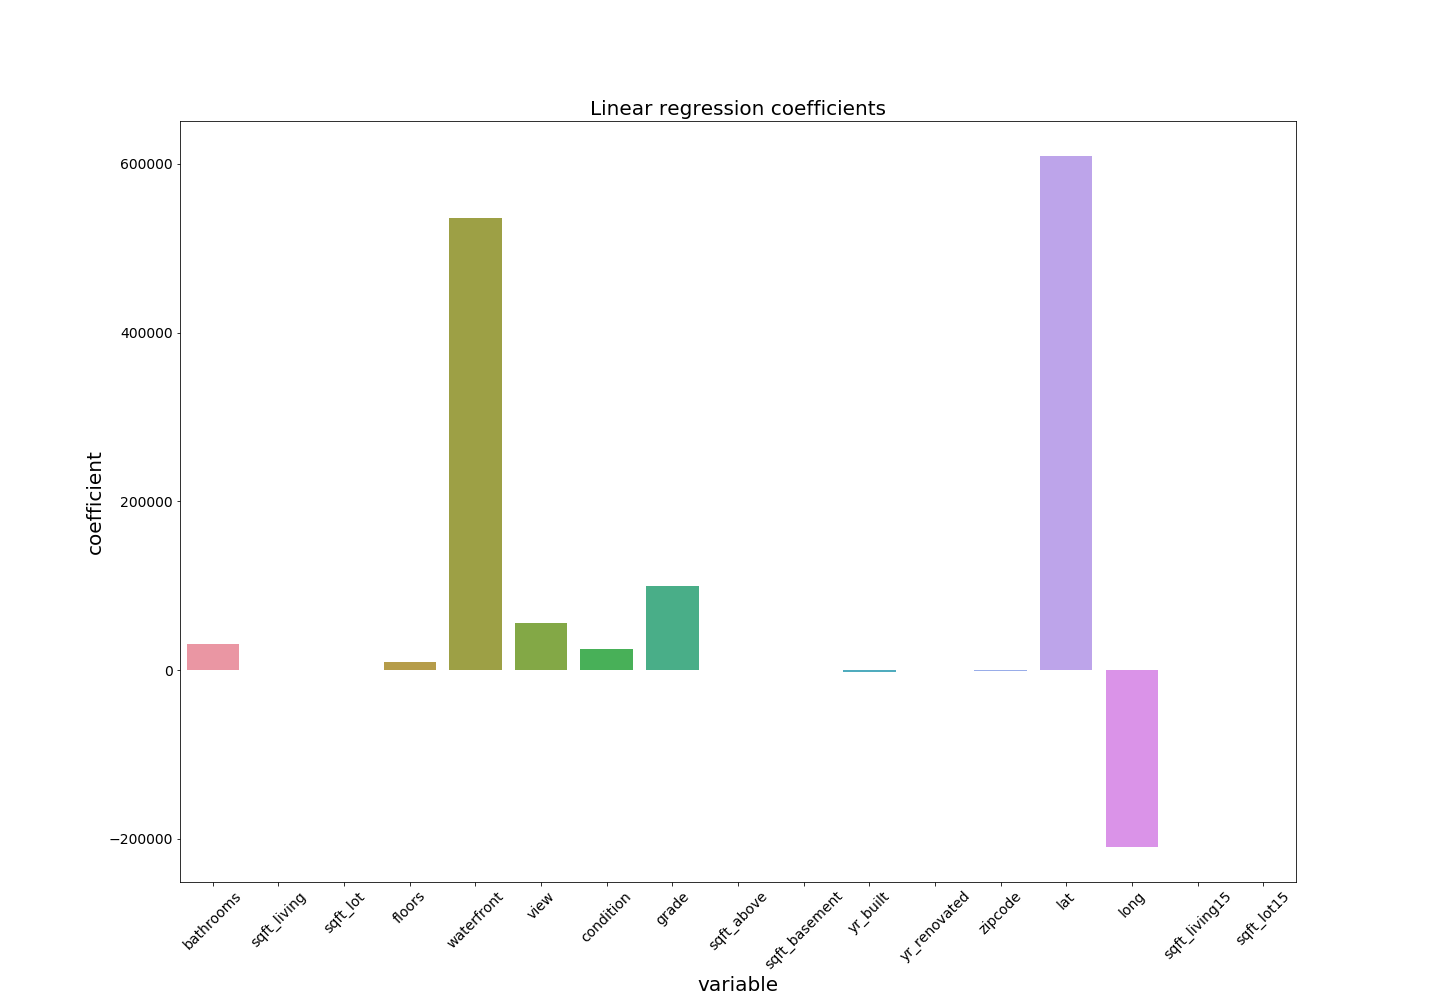 Linear regression coefficients
600000
400000
200000
0
−200000
coefficient
bathrooms
sqft_living
sqft_lot
floors
waterfront
view
condition
grade
sqft_above
sqft_basement
yr_built
yr_renovated
zipcode
lat
long
sqft_living15
sqft_lot15
variable